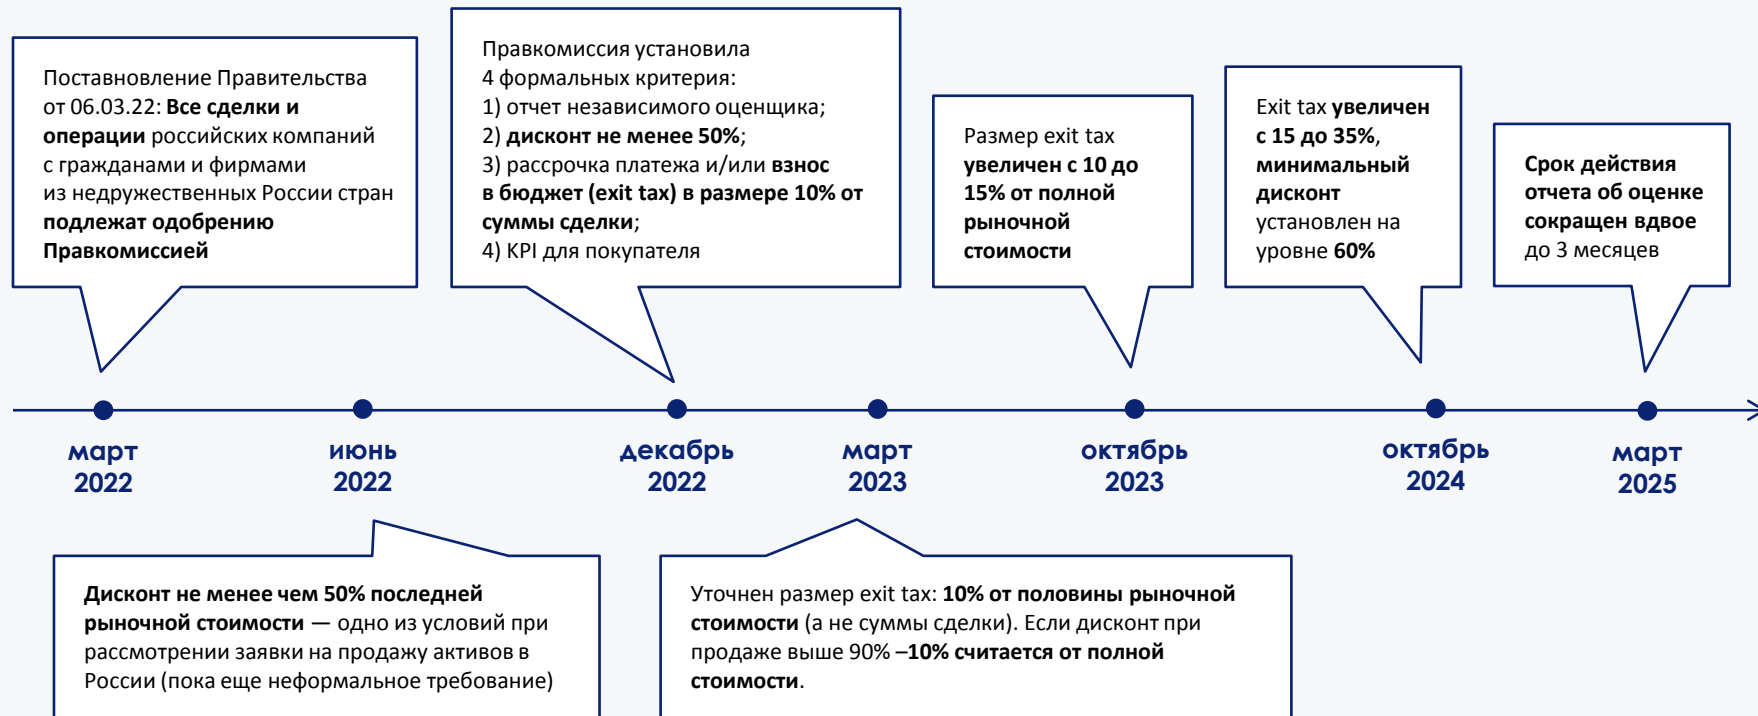 Поставновление Правительства
от 06.03.22: Все сделки и
операции российских компаний
с гражданами и фирмами
из недружественных России стран
подлежат одобрению
Правкомиссией
Правкомиссия установила
4 формальных критерия:
1) отчет независимого оценщика;
2) дисконт не менее 50%;
3) рассрочка платежа и/или взнос
в бюджет (exit tax) в размере 10% от
суммы сделки;
4) KPI для покупателя
Размер exit tax
увеличен с 10 до
15% от полной
рыночной
стоимости
Exit tax увеличен
с 15 до 35%,
минимальный
дисконт
установлен на
уровне 60%
Срок действия
отчета об оценке
сокращен вдвое
до 3 месяцев
март
2022
июнь
2022
декабрь
2022
март
2023
октябрь
2023
октябрь
2024
март
2025
Дисконт не менее чем 50% последней
рыночной стоимости — одно из условий при
рассмотрении заявки на продажу активов в
России (пока еще неформальное требование)
Уточнен размер exit tax: 10% от половины рыночной
стоимости (а не суммы сделки). Если дисконт при
продаже выше 90% –10% считается от полной
стоимости.